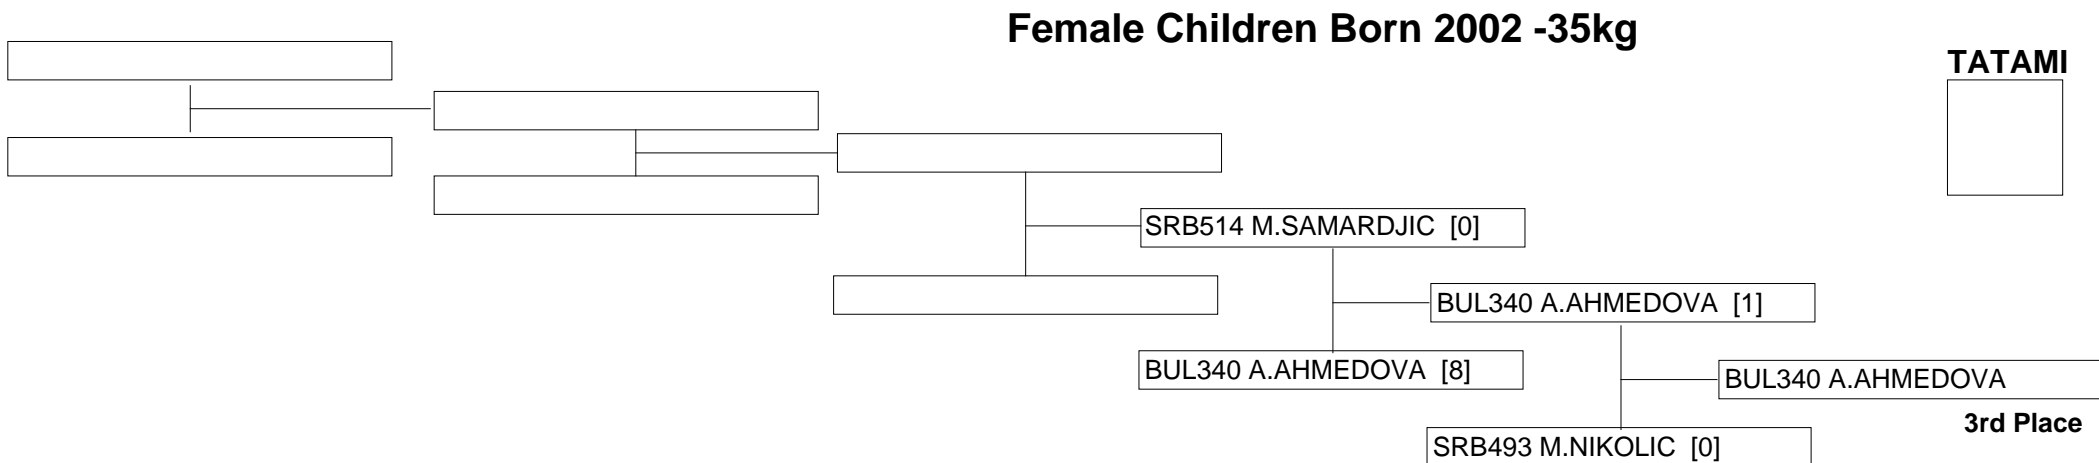 Female Children Born 2002 -35kg
TATAMI
SRB514 M.SAMARDJIC [0]
BUL340 A.AHMEDOVA [1]
BUL340 A.AHMEDOVA [8]
BUL340 A.AHMEDOVA
3rd Place
SRB493 M.NIKOLIC [0]